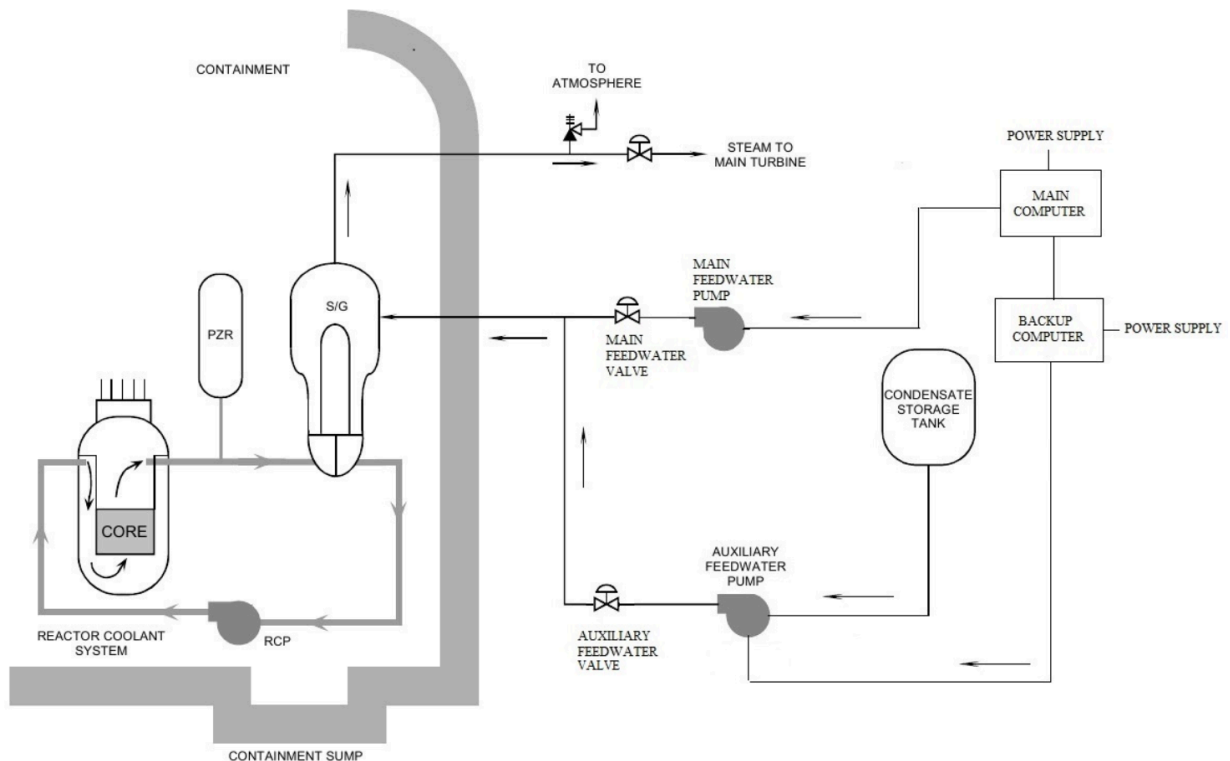 CONTAINMENT
TO
ATMOSPHERE
STEAM TO
MAIN TURBINE
POWER SUPPLY
MAIN
COMPUTER
MAIN
FEEDWATER
PUMP
S/G
PZR
BACKUP
COMPUTER
POWER SUPPLY
MAIN
FEEDWATER
VALVE
CONDENSATE
STORAGE
TANK
CORE
AUXILIARY
FEEDWATER
PUMP
REACTOR COOLANT
SYSTEM
RCP
AUXILIARY
FEEDWATER
VALVE
CONTAINMENT SUMP